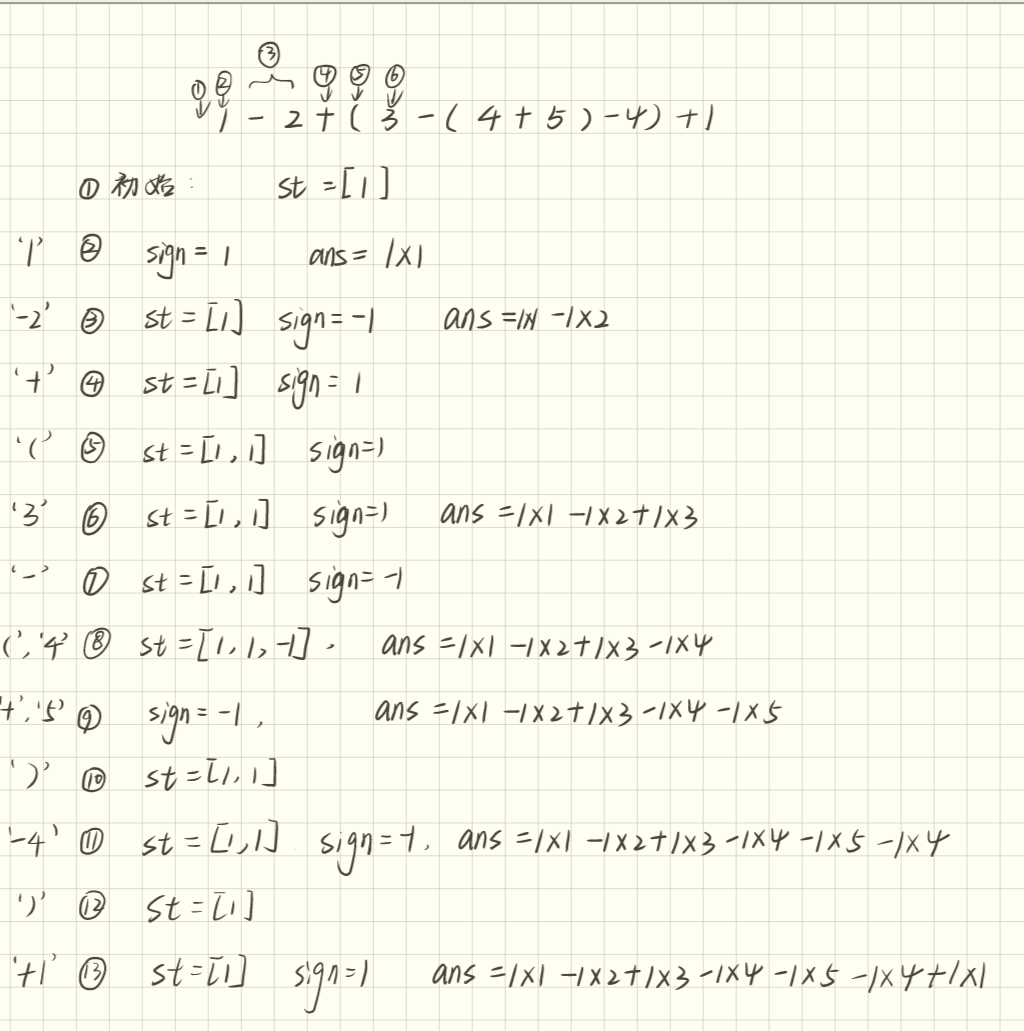 ③
① ② ④ ⑤ ⑥
1 - 2 + ( 3 - ( 4 + 5 ) - 4 ) + 1
① 初始: st = [ 1 ]
'1' ② sign = 1 ans = 1×1
'-2' ③ st = [1] sign = -1 ans = 1×1 -1×2
'+' ④ st = [1] sign = 1
'(' ⑤ st = [1, 1] sign=1
'3' ⑥ st = [1, 1] sign=1 ans = 1×1 -1×2+1×3
'-' ⑦ st = [1, 1] sign= -1
(', '4' ⑧ st = [1, 1, -1]. ans = 1×1 -1×2+1×3 -1×4
'+', '5' ⑨ sign = -1, ans = 1×1 -1×2+1×3 -1×4 -1×5
')' ⑩ st = [1, 1]
'-4' ⑪ st = [1, 1] sign = -1, ans = 1×1 -1×2+1×3 -1×4 -1×5 -1×4
')' ⑫ St = [1]
'+1' ⑬ st = [1] sign=1 ans = 1×1 -1×2+1×3 -1×4 -1×5 -1×4+1×1